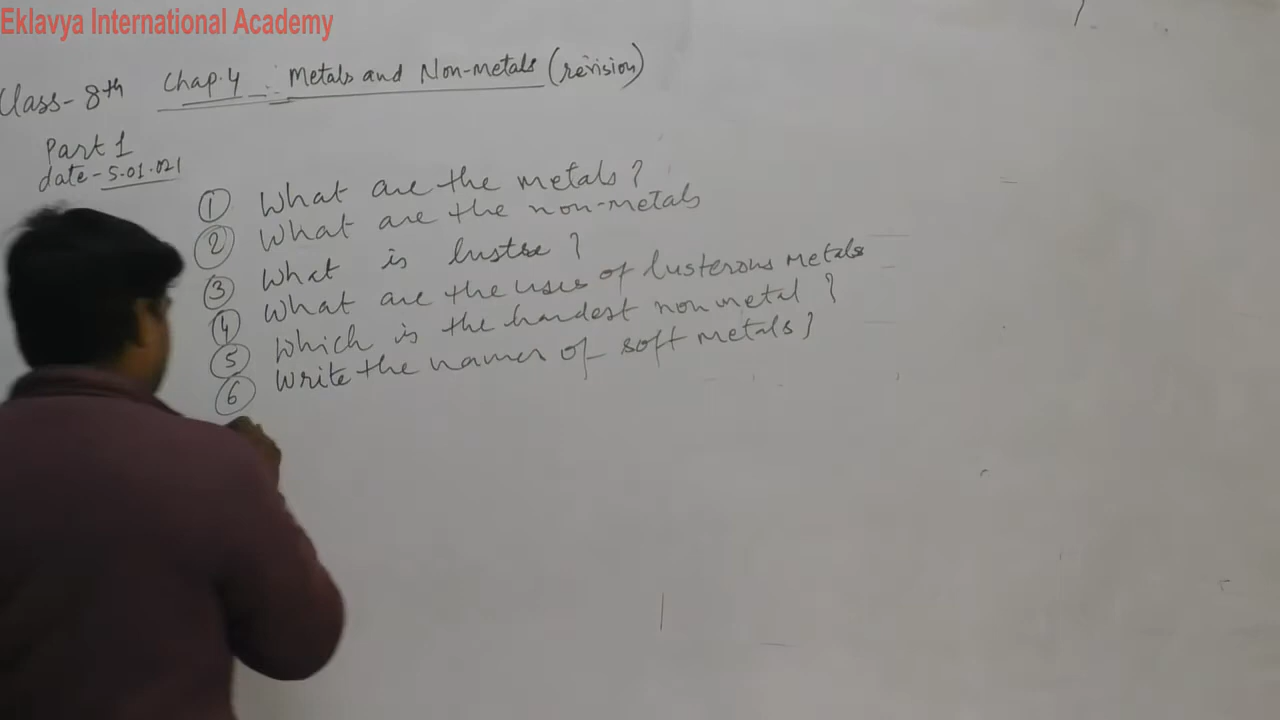 Eklavya International Academy
Class- 8th Chap.4 : Metals and Non-metals (revision)
Part 1
date- 5.01.021
1 What are the metals?
2 What are the non-metals
3 What is lustre?
4 What are the uses of lusterous metals
5 Which is the hardest nonmetal?
6 Write the names of soft metals?